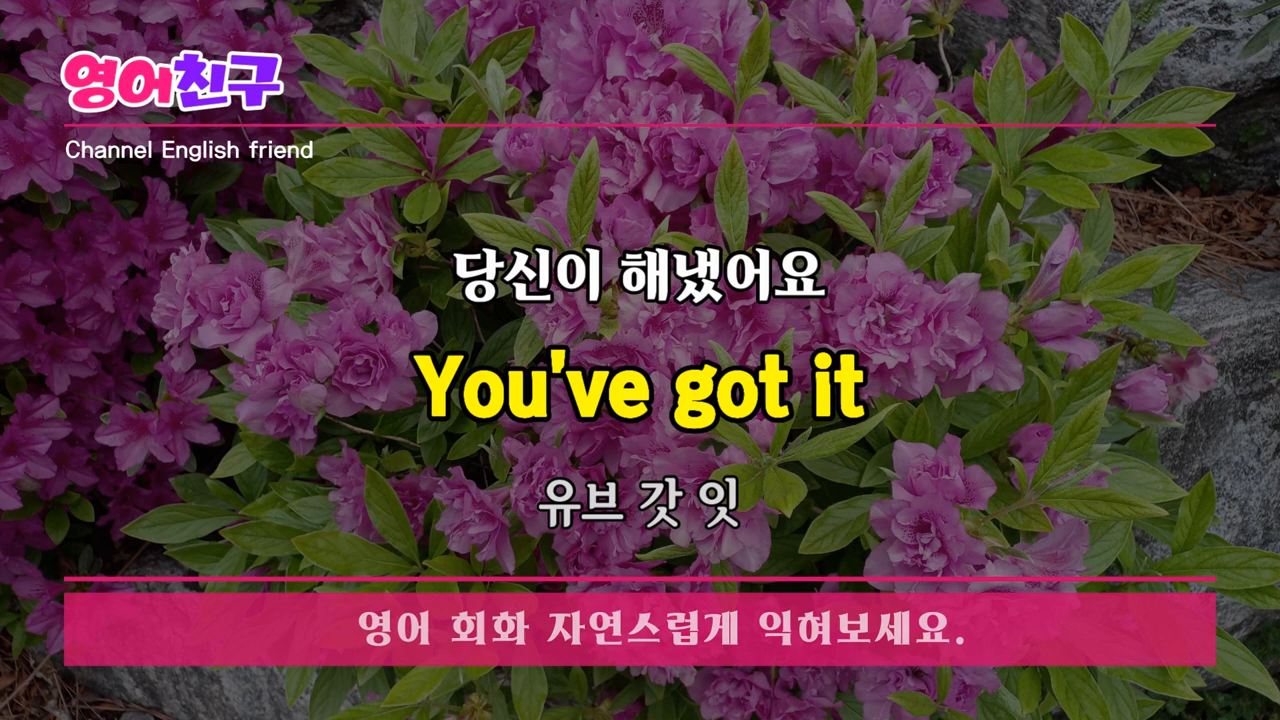 영어친구
Channel English friend
당신이 해냈어요
You've got it
유브 갓 잇
영어 회화 자연스럽게 익혀보세요.